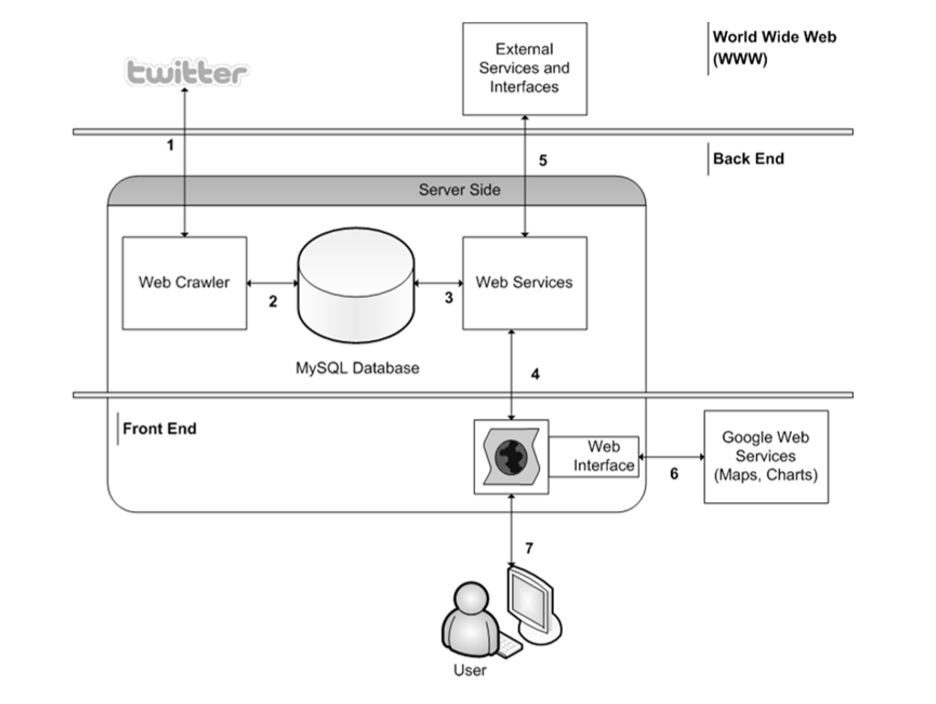 twitter
External
Services and
Interfaces
World Wide Web
(WWW)
1
5
Back End
Server Side
Web Crawler
2
3
Web Services
MySQL Database
4
Front End
Web
Interface
6
Google Web
Services
(Maps, Charts)
7
User